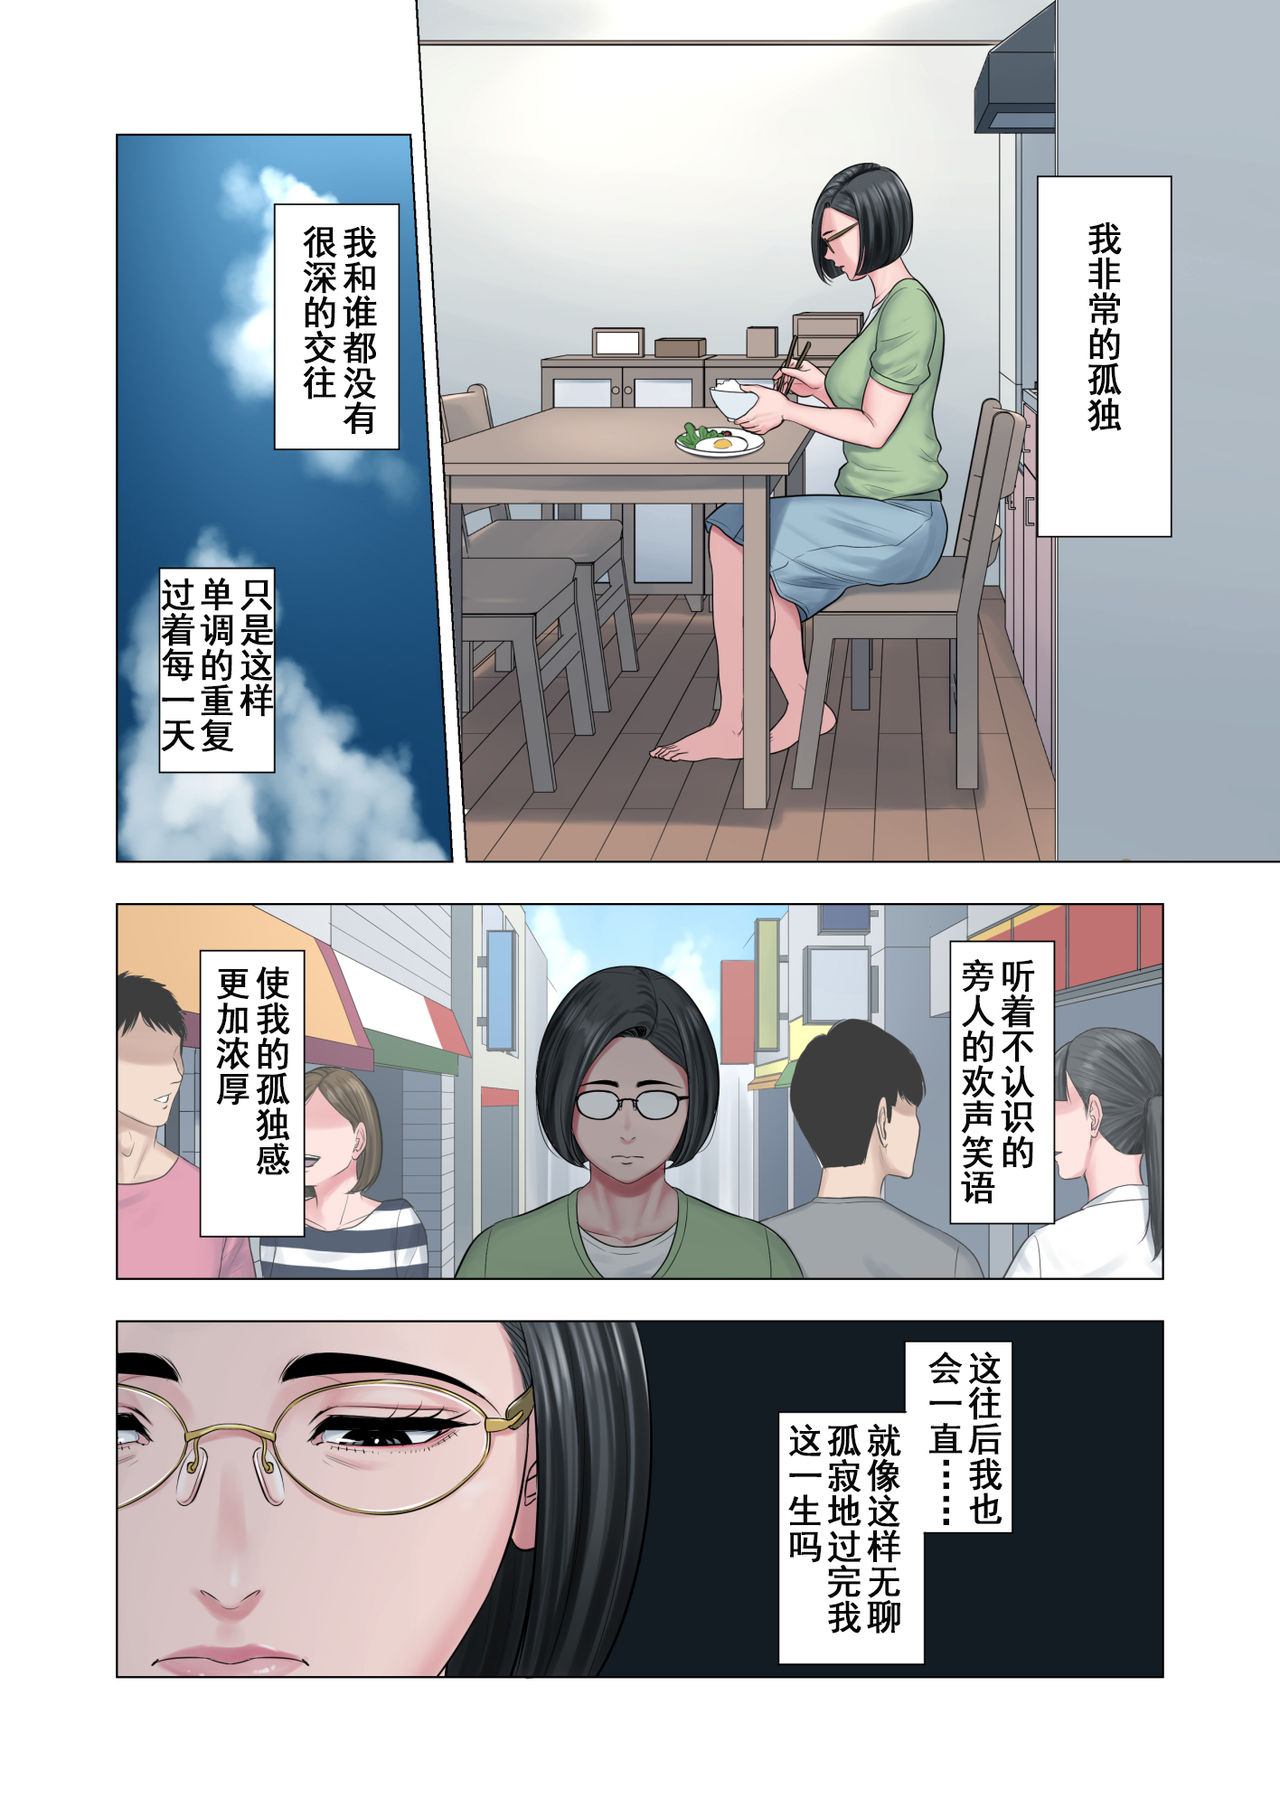 我非常的孤独
我和谁都没有
很深的交往
只是这样
单调的重复
过着每一天
听着不认识的
旁人的欢声笑语
使我的孤独感
更加浓厚
这往后我也
会一直……
就像这样无聊
孤寂地过完我
这一生吗